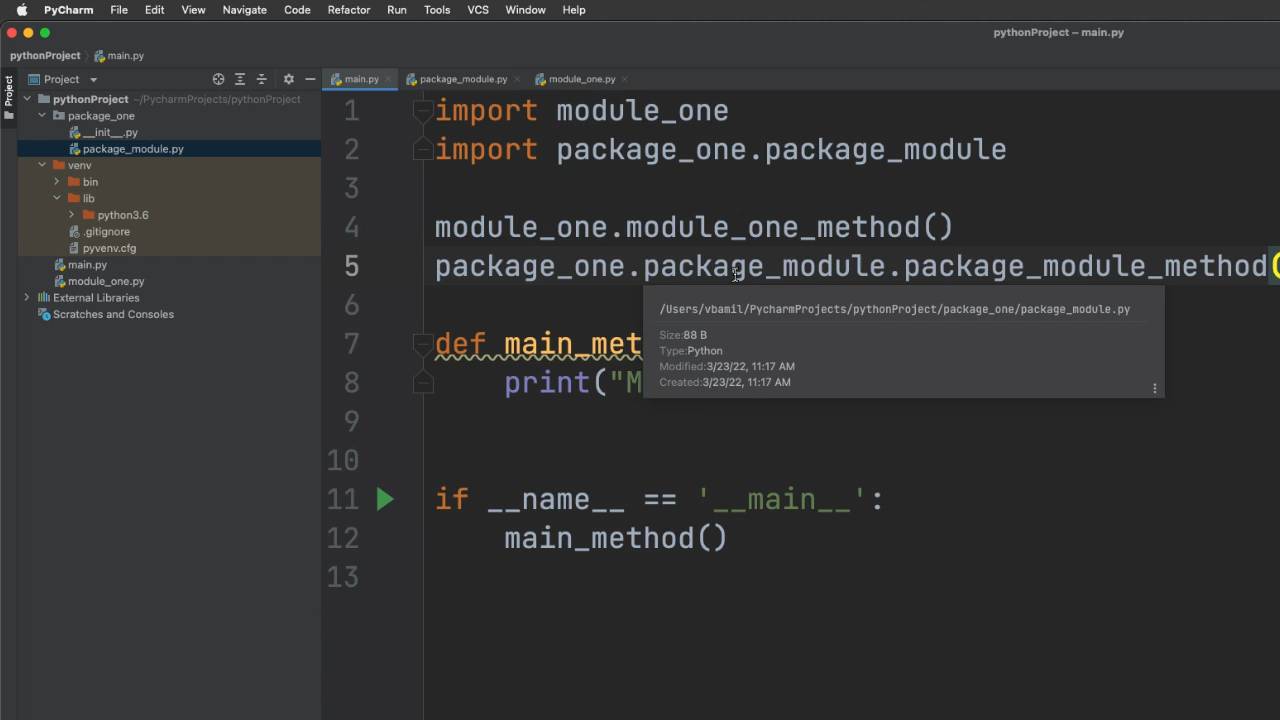 PyCharm File Edit View Navigate Code Refactor Run Tools VCS Window Help
pythonProject – main.py
pythonProject main.py
Project
Project
main.py package_module.py module_one.py
pythonProject ~/PycharmProjects/pythonProject
package_one
__init__.py
package_module.py
venv
bin
lib
python3.6
.gitignore
pyvenv.cfg
main.py
module_one.py
External Libraries
Scratches and Consoles
1 import module_one
2 import package_one.package_module
3
4 module_one.module_one_method()
5 package_one.package_module.package_module_method(
6
7 def main_met
8 print("M
9
10
11 if __name__ == '__main__':
12 main_method()
13
/Users/vbamil/PycharmProjects/pythonProject/package_one/package_module.py
Size:88 B
Type:Python
Modified:3/23/22, 11:17 AM
Created:3/23/22, 11:17 AM